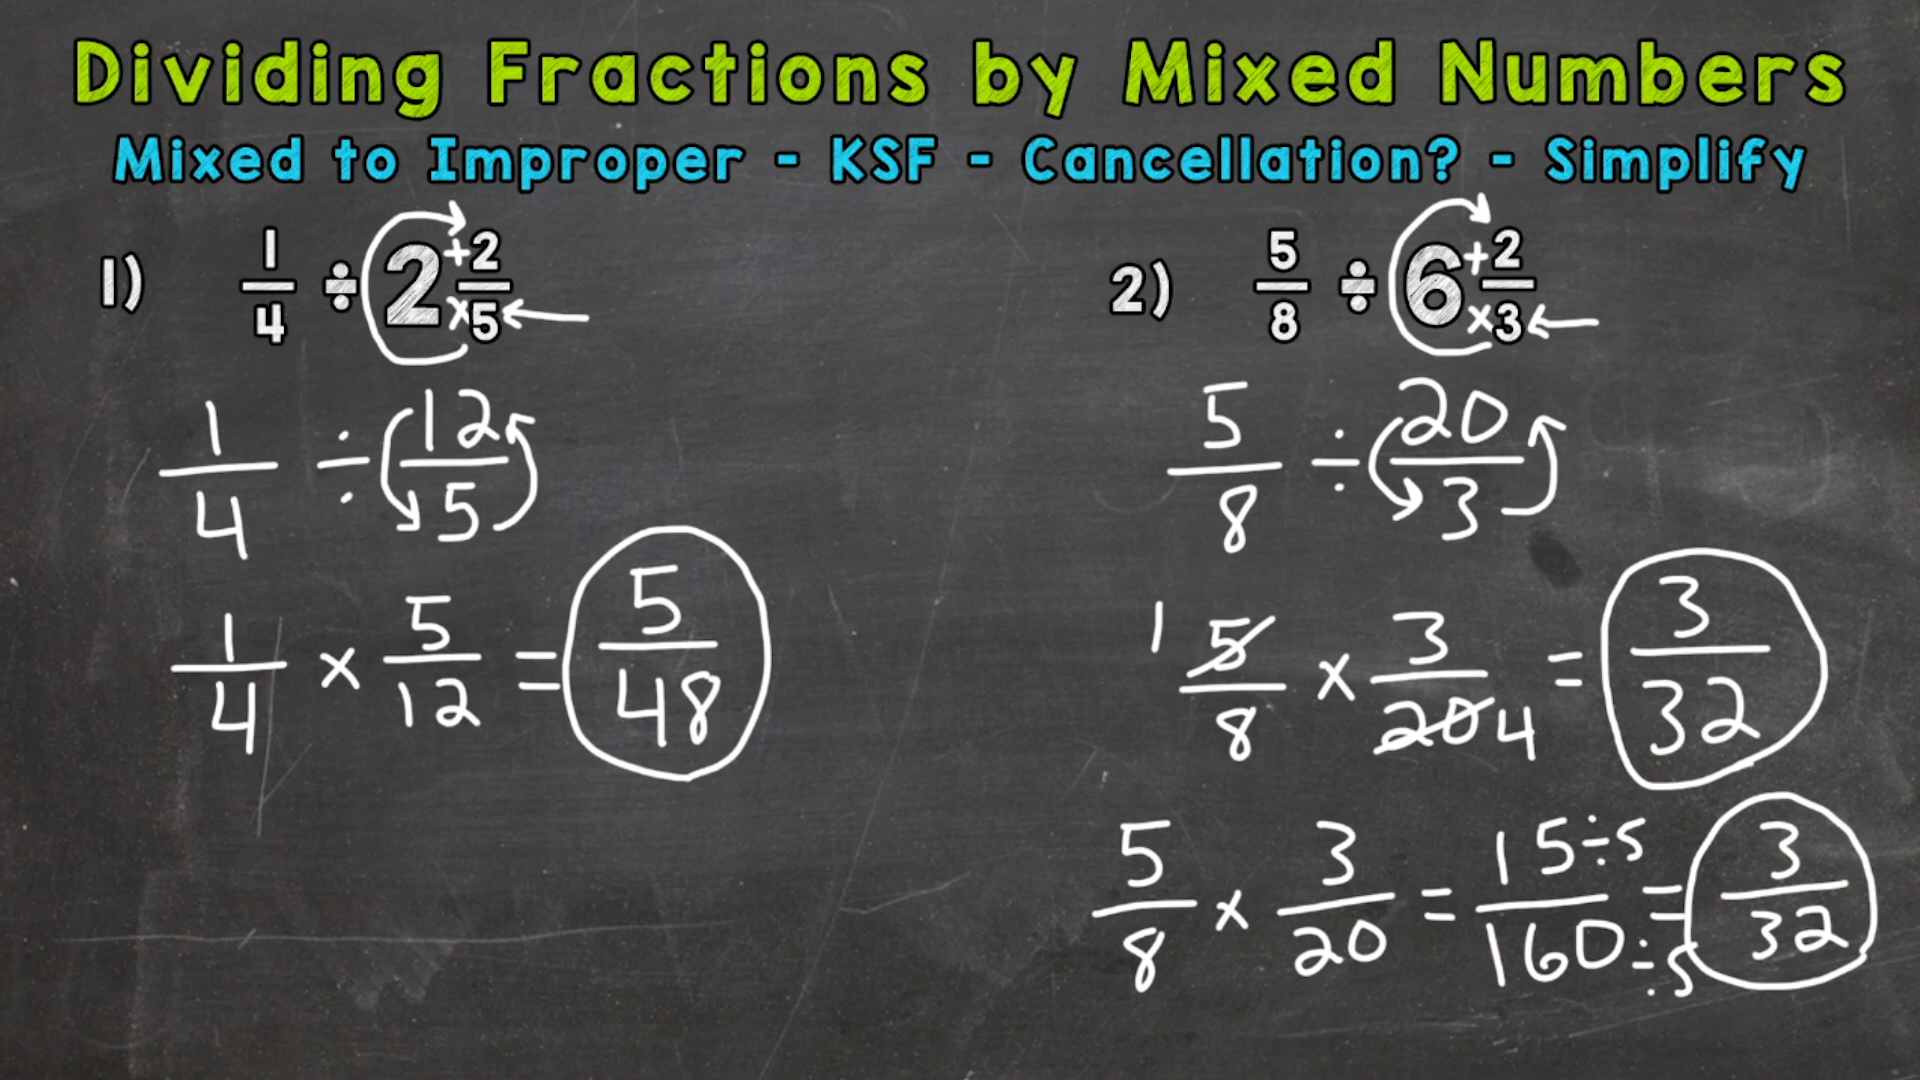 Dividing Fractions by Mixed Numbers
Mixed to Improper - KSF - Cancellation? - Simplify
1) 1/4 ÷ 2 +2/×5
1/4 ÷ 12/5
1/4 × 5/12 = 5/48
2) 5/8 ÷ 6 +2/×3
5/8 ÷ 20/3
1 5/8 × 3/20 4 = 3/32
5/8 × 3/20 = 15÷5/160÷5 = 3/32